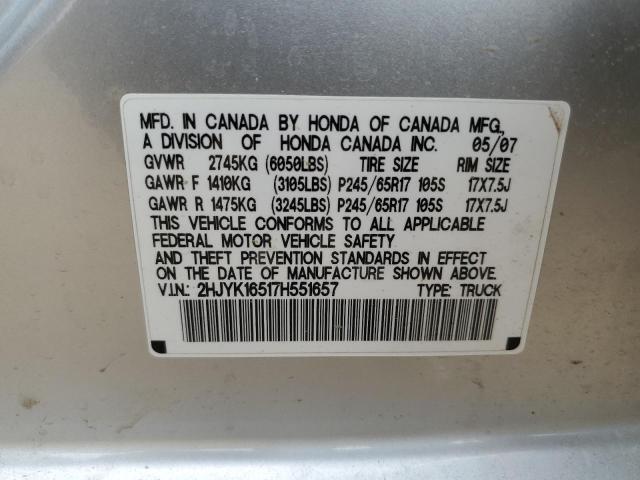 MFD. IN CANADA BY HONDA OF CANADA MFG.,
A DIVISION OF HONDA CANADA INC. 05/07
GVWR 2745KG (6050LBS) TIRE SIZE RIM SIZE
GAWR F 1410KG (3105LBS) P245/65R17 105S 17X7.5J
GAWR R 1475KG (3245LBS) P245/65R17 105S 17X7.5J
THIS VEHICLE CONFORMS TO ALL APPLICABLE
FEDERAL MOTOR VEHICLE SAFETY
AND THEFT PREVENTION STANDARDS IN EFFECT
ON THE DATE OF MANUFACTURE SHOWN ABOVE.
V.I.N.: 2HJYK16517H551657 TYPE: TRUCK